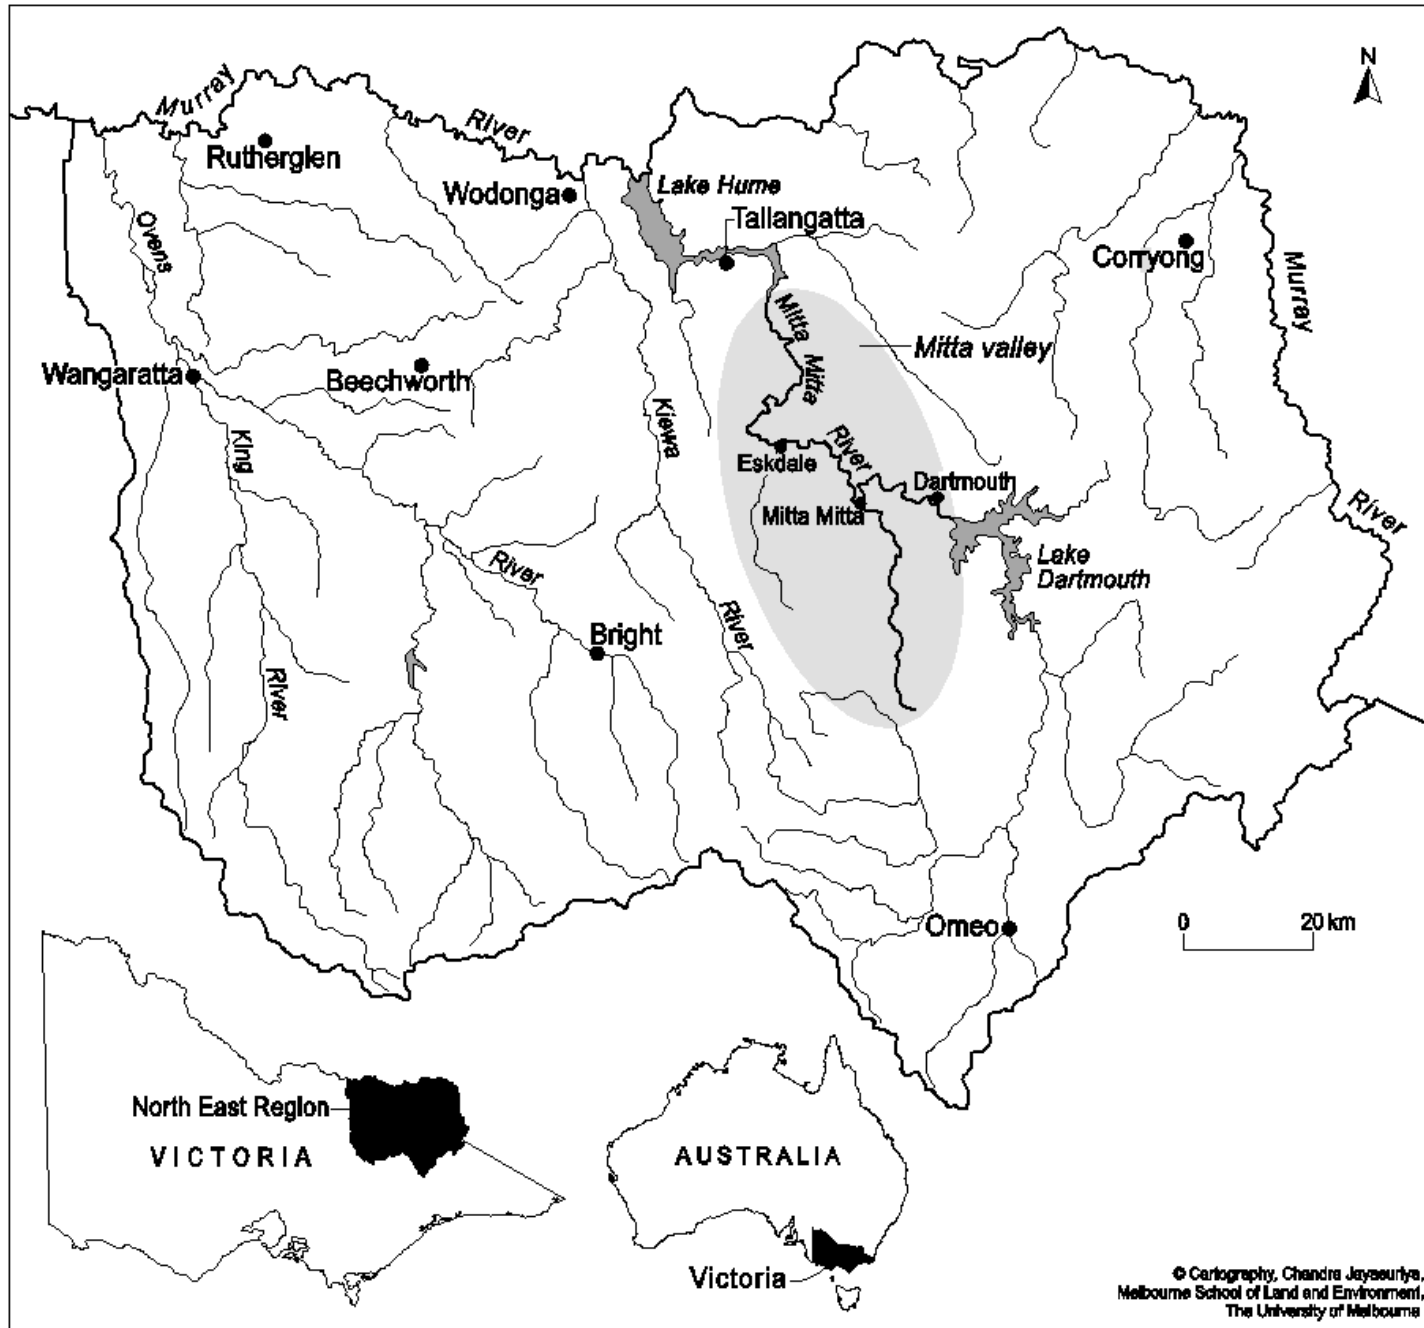 N
Murray
River
Rutherglen
Wodonga
Lake Hume
Tallangatta
Ovens
Corryong
Murray
Mitta
Mitta
Mitta valley
Wangaratta
Beechworth
King
Kiewa
River
Eskdale
Dartmouth
Mitta Mitta
River
River
Lake
Dartmouth
River
Bright
River
Omeo
0 20 km
North East Region
VICTORIA
AUSTRALIA
Victoria
© Cartography, Chandra Jayasuriya,
Melbourne School of Land and Environment,
The University of Melbourne